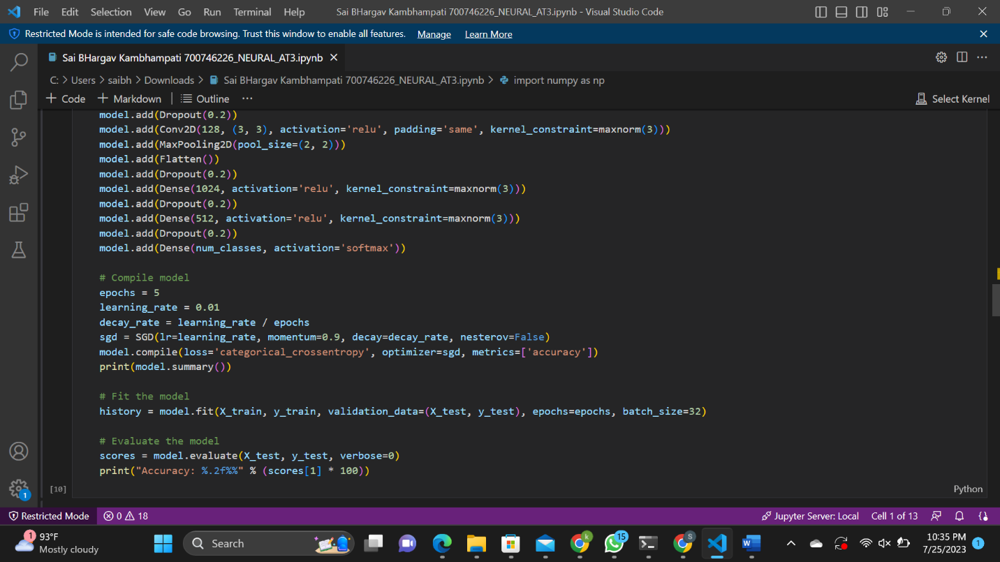 File Edit Selection View Go Run Terminal Help Sai BHargav Kambhampati 700746226_NEURAL_AT3.ipynb - Visual Studio Code
Restricted Mode is intended for safe code browsing. Trust this window to enable all features. Manage Learn More
Sai BHargav Kambhampati 700746226_NEURAL_AT3.ipynb
C: > Users > saibh > Downloads > Sai BHargav Kambhampati 700746226_NEURAL_AT3.ipynb > import numpy as np
+ Code + Markdown | Outline ··· Select Kernel
model.add(Dropout(0.2))
model.add(Conv2D(128, (3, 3), activation='relu', padding='same', kernel_constraint=maxnorm(3)))
model.add(MaxPooling2D(pool_size=(2, 2)))
model.add(Flatten())
model.add(Dropout(0.2))
model.add(Dense(1024, activation='relu', kernel_constraint=maxnorm(3)))
model.add(Dropout(0.2))
model.add(Dense(512, activation='relu', kernel_constraint=maxnorm(3)))
model.add(Dropout(0.2))
model.add(Dense(num_classes, activation='softmax'))
# Compile model
epochs = 5
learning_rate = 0.01
decay_rate = learning_rate / epochs
sgd = SGD(lr=learning_rate, momentum=0.9, decay=decay_rate, nesterov=False)
model.compile(loss='categorical_crossentropy', optimizer=sgd, metrics=['accuracy'])
print(model.summary())
# Fit the model
history = model.fit(X_train, y_train, validation_data=(X_test, y_test), epochs=epochs, batch_size=32)
# Evaluate the model
scores = model.evaluate(X_test, y_test, verbose=0)
print("Accuracy: %.2f%%" % (scores[1] * 100))
[10] Python
1
Restricted Mode 0 18 Jupyter Server: Local Cell 1 of 13
1 93°F
Mostly cloudy
Search
k 15 S
10:35 PM
7/25/2023
1